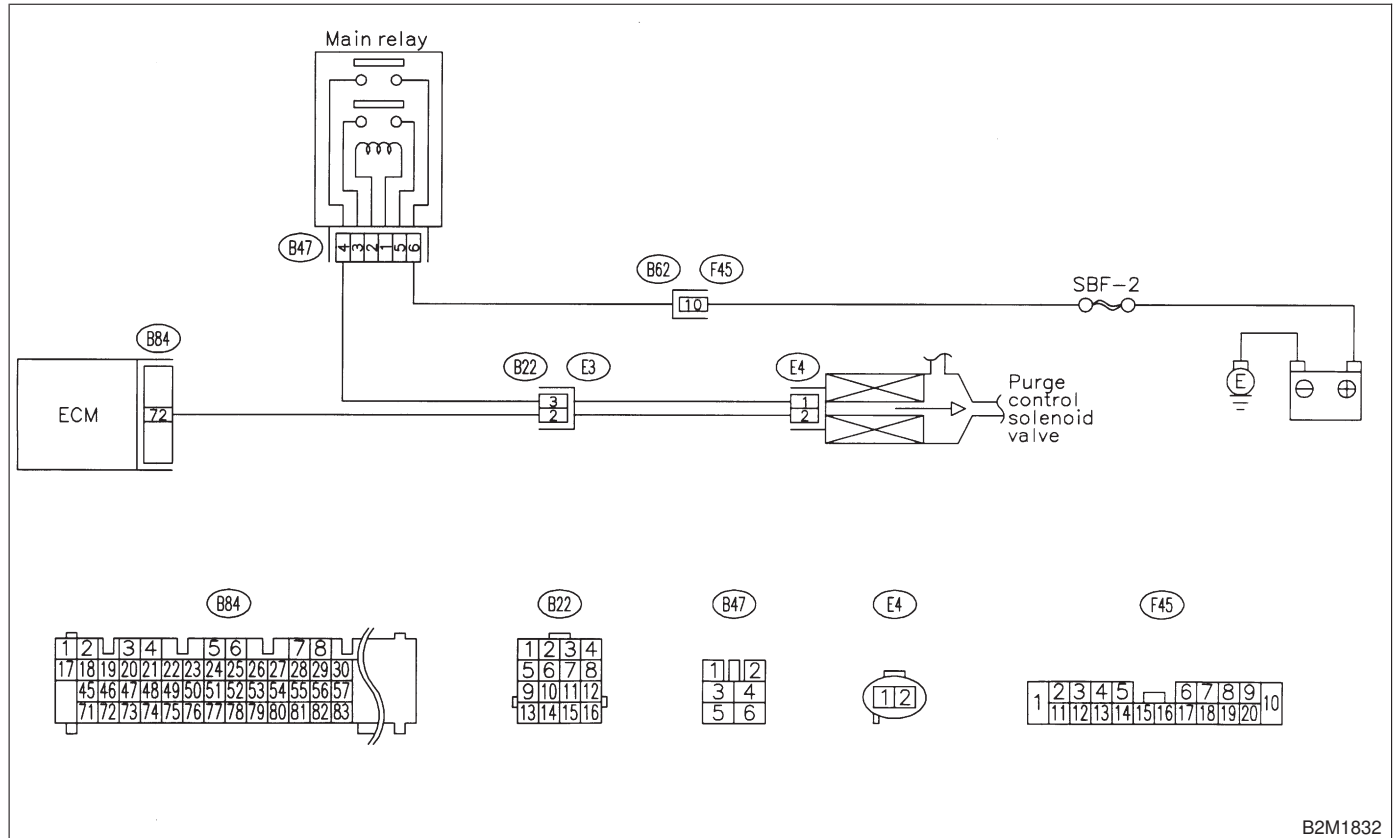 Main relay
B47
4 3 2 1 5 6
B62 F45
10
SBF-2
B84
ECM
72
B22 E3
3
2
E4
1
2
Purge
control
solenoid
valve
E
B84
1 2 3 4 5 6 7 8
17 18 19 20 21 22 23 24 25 26 27 28 29 30
45 46 47 48 49 50 51 52 53 54 55 56 57
71 72 73 74 75 76 77 78 79 80 81 82 83
B22
1 2 3 4
5 6 7 8
9 10 11 12
13 14 15 16
B47
1 2
3 4
5 6
E4
1 2
F45
1 2 3 4 5 6 7 8 9 10
11 12 13 14 15 16 17 18 19 20
B2M1832